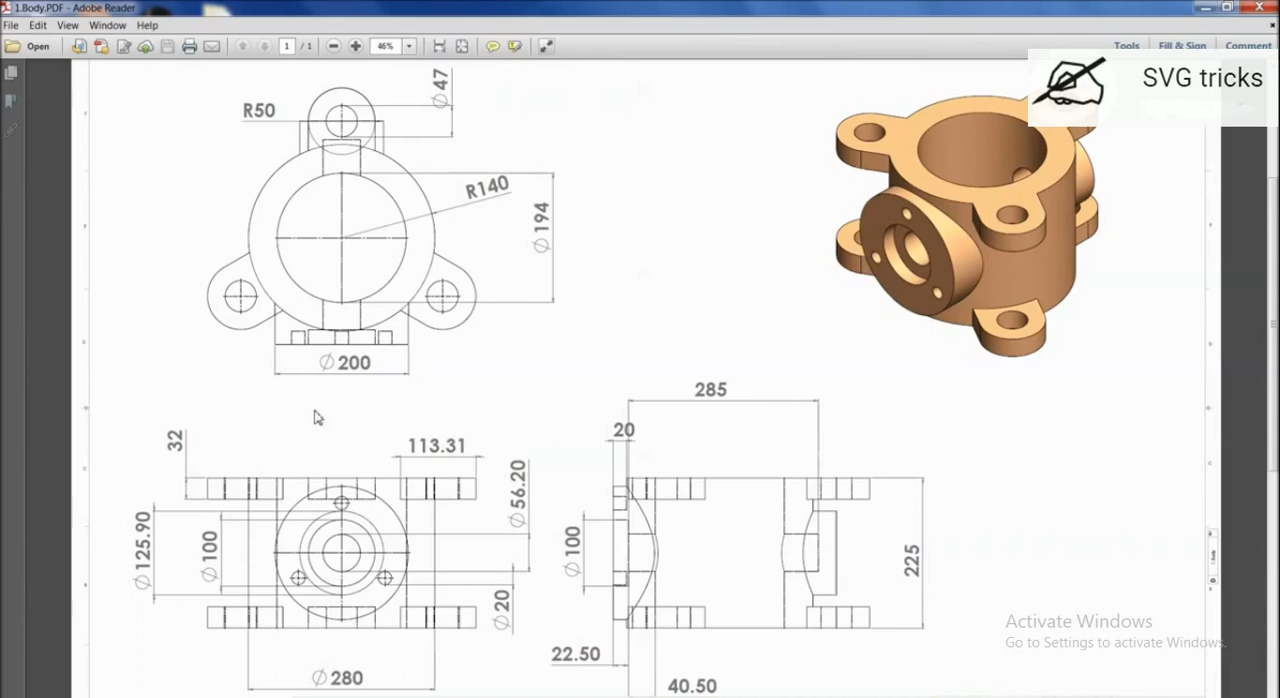 1.Body.PDF - Adobe Reader
File Edit View Window Help
Open 1 / 1 46% Tools Fill & Sign Comment
SVG tricks
R50
∅47
R140
∅194
∅200
285
20
32
113.31
∅56.20
∅125.90
∅100
∅100
225
∅20
22.50
∅280
40.50
Activate Windows
Go to Settings to activate Windows.